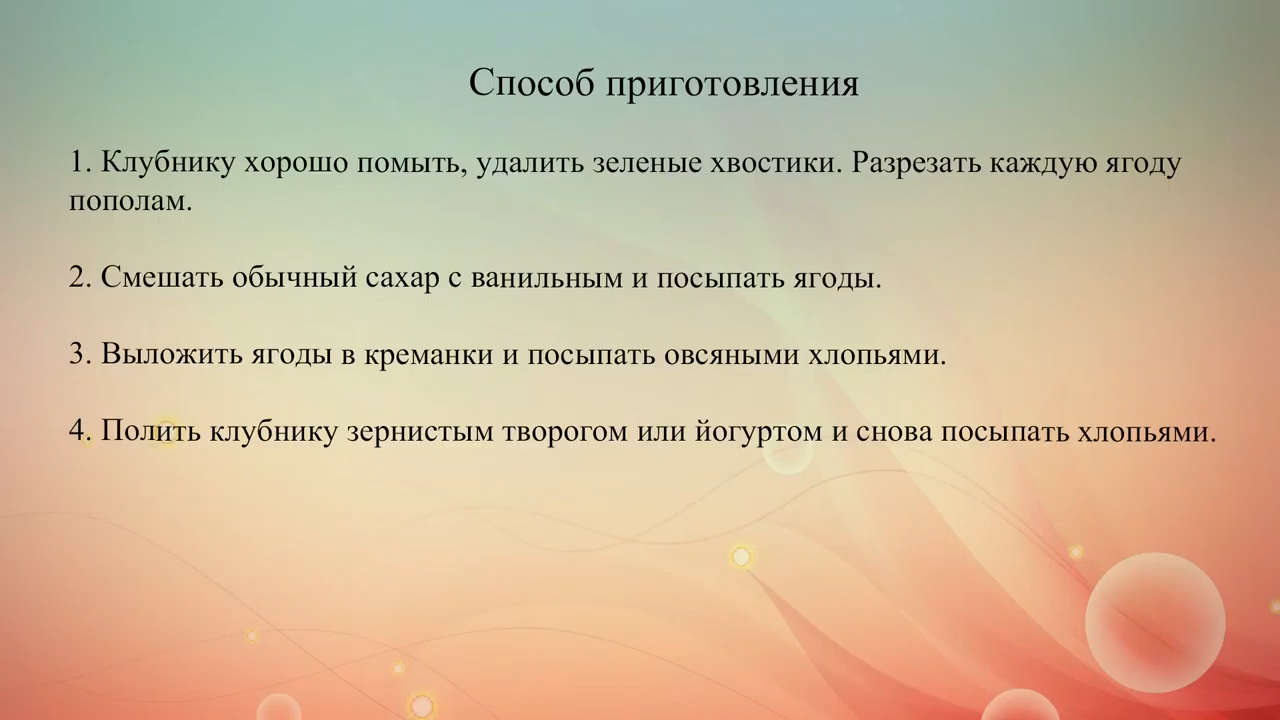 Способ приготовления
1. Клубнику хорошо помыть, удалить зеленые хвостики. Разрезать каждую ягоду
пополам.
2. Смешать обычный сахар с ванильным и посыпать ягоды.
3. Выложить ягоды в креманки и посыпать овсяными хлопьями.
4. Полить клубнику зернистым творогом или йогуртом и снова посыпать хлопьями.